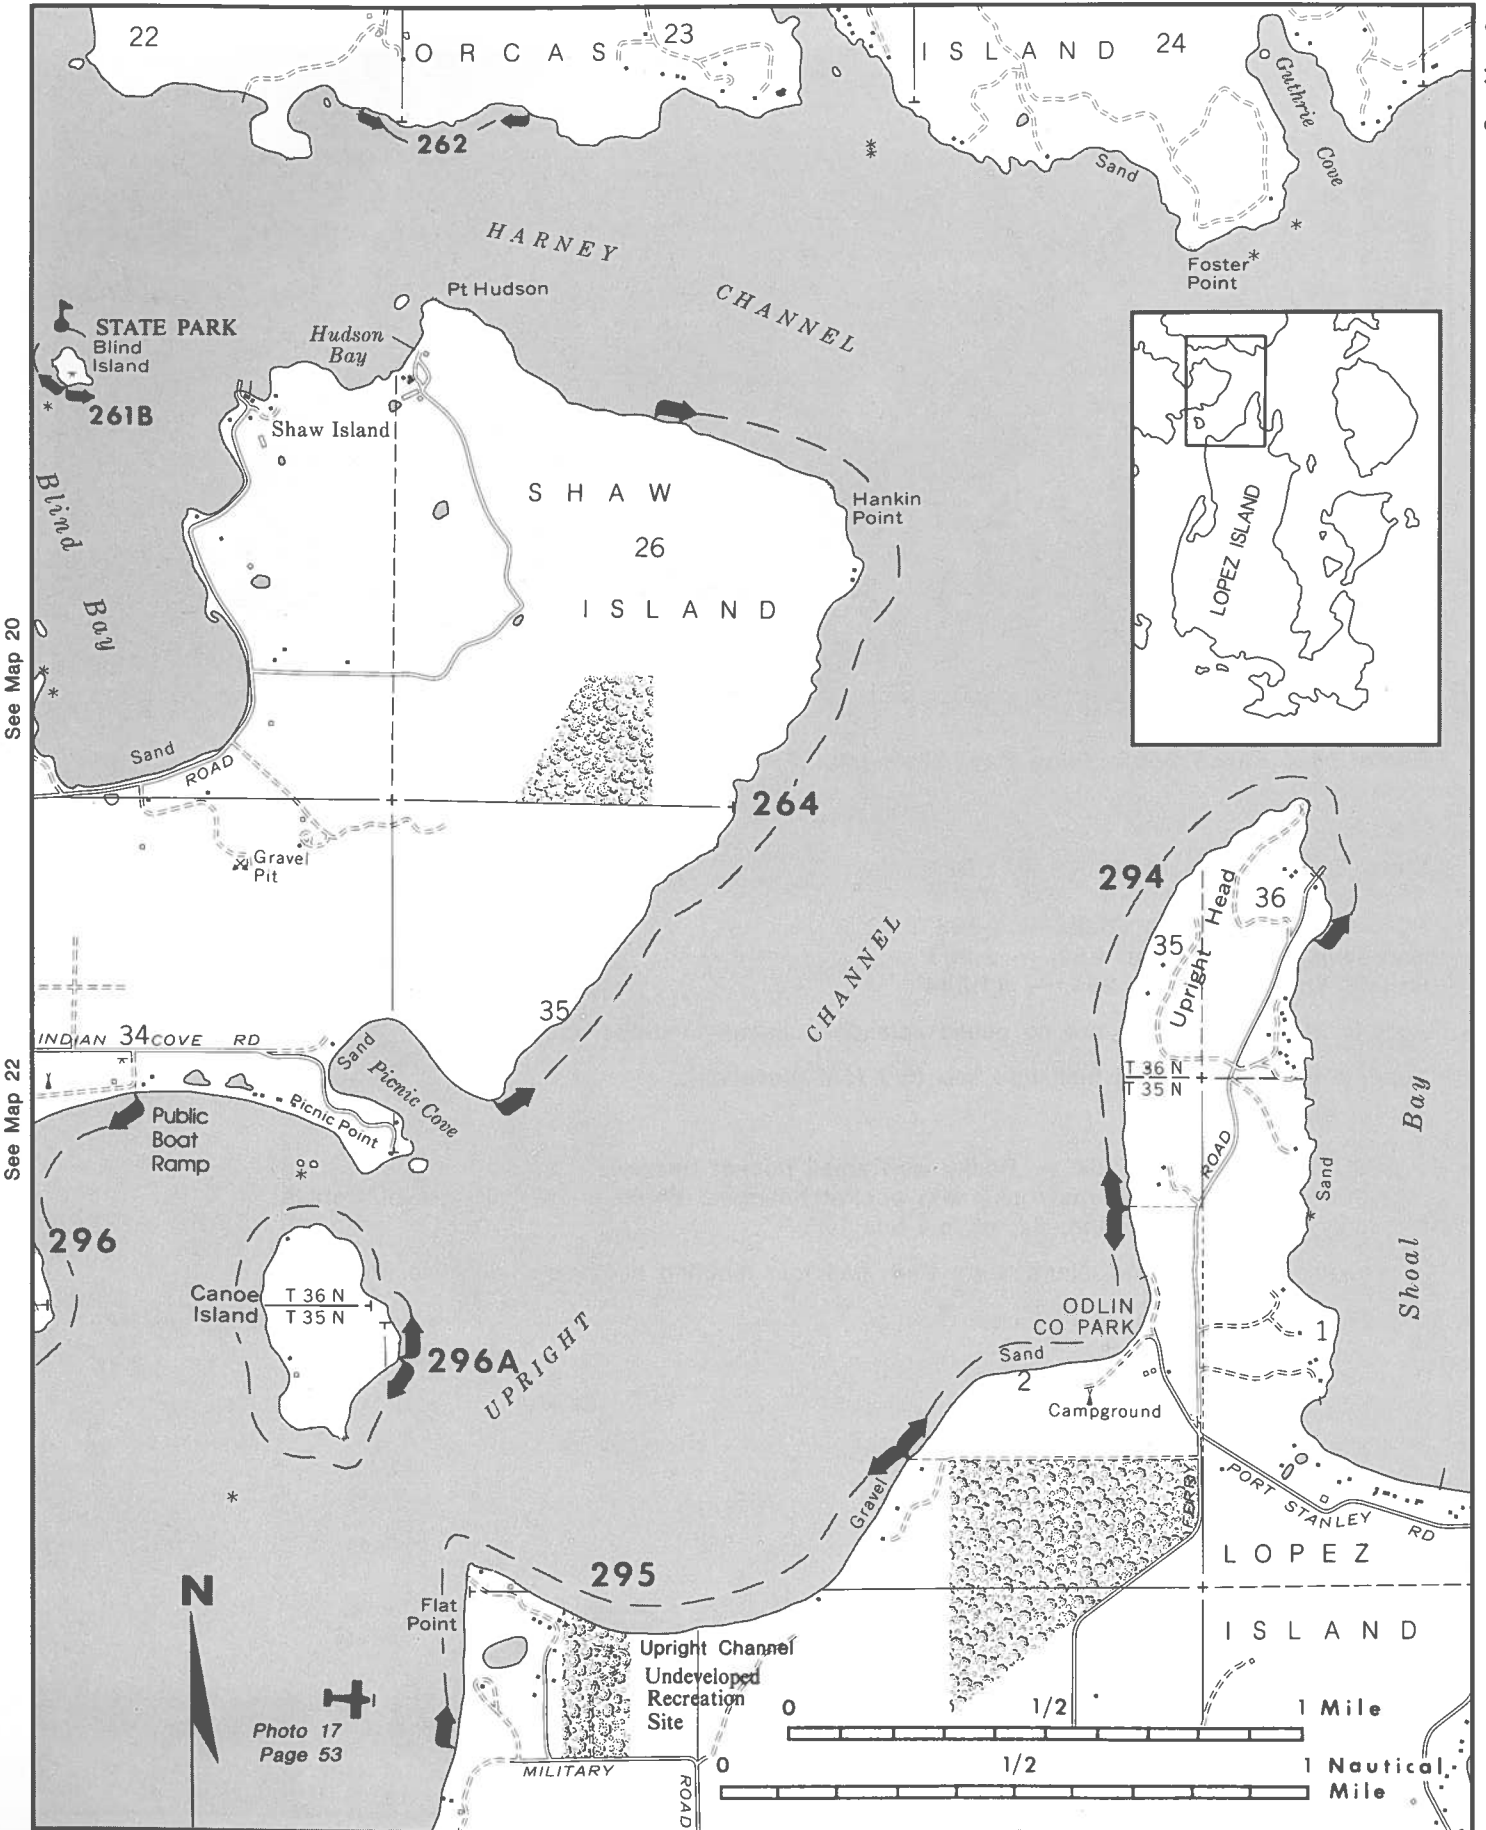 22
ORCAS
23
ISLAND
24
Guthrie Cove
262
Sand
HARNEY
CHANNEL
Foster
Point
Pt Hudson
STATE PARK
Blind
Island
Hudson
Bay
261B
Shaw Island
Blind
Bay
SHAW
26
ISLAND
Hankin
Point
LOPEZ ISLAND
See Map 20
Sand
ROAD
264
Gravel
Pit
294
Upright Head
36
35
CHANNEL
35
INDIAN 34 COVE RD
Sand
Picnic Cove
T 36 N
T 35 N
See Map 22
Public
Boat
Ramp
Picnic Point
ROAD
Sand
Shoal Bay
296
Canoe
Island
T 36 N
T 35 N
296A
UPRIGHT
ODLIN
CO PARK
Sand
2
1
Campground
Gravel
FERRY
PORT STANLEY RD
LOPEZ
ISLAND
295
N
Flat
Point
Upright Channel
Undeveloped
Recreation
Site
Photo 17
Page 53
MILITARY
ROAD
0 1/2 1 Mile
0 1/2 1 Nautical
Mile